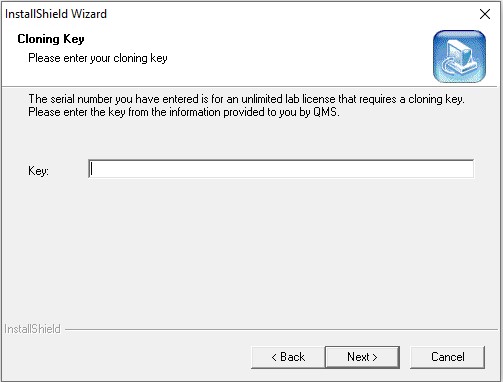 InstallShield Wizard
Cloning Key
Please enter your cloning key
The serial number you have entered is for an unlimited lab license that requires a cloning key.
Please enter the key from the information provided to you by QMS.
Key:
InstallShield
< Back
Next >
Cancel